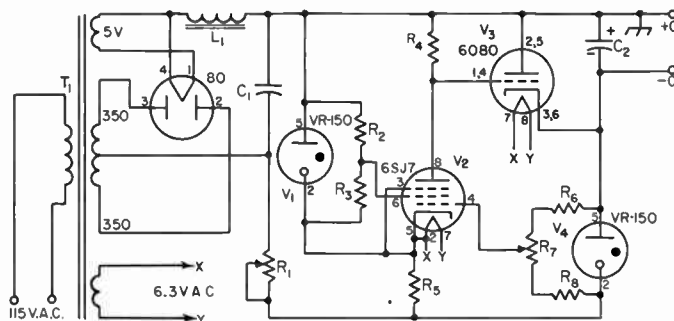 5V
L1
4
1
80
3
2
T1
350
350
115 V.A.C.
6.3 V A C
X
Y
C1
R1
5
VR-150
2
V1
R2
R3
R4
6SJ7
V2
8
3
6
4
5
2
7
X Y
R5
V3
6080
2,5
1,4
3,6
7
8
X Y
+
C2
R6
R7
R8
V4
5
VR-150
2